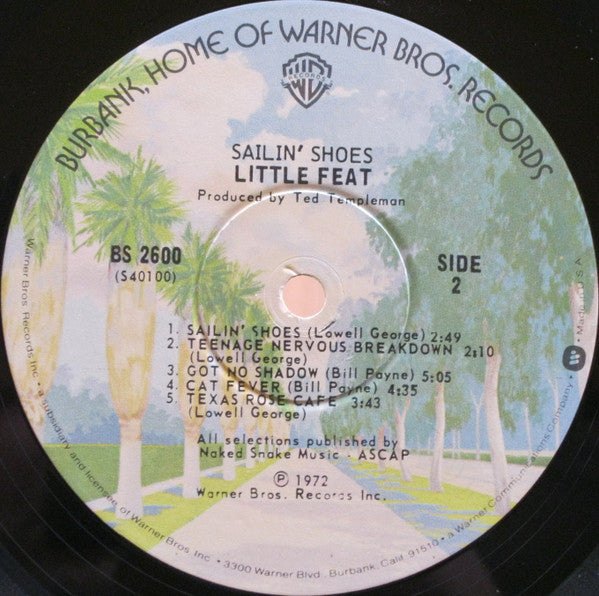 BURBANK, HOME OF WARNER BROS. RECORDS
WB
RECORDS
SAILIN' SHOES
LITTLE FEAT
Produced by Ted Templeman
BS 2600
(S40100)
SIDE
2
1. SAILIN' SHOES (Lowell George) 2:49
2. TEENAGE NERVOUS BREAKDOWN 2:10
(Lowell George)
3. GOT NO SHADOW (Bill Payne) 5:05
4. CAT FEVER (Bill Payne) 4:35
5. TEXAS ROSE CAFE 3:43
(Lowell George)
All selections published by
Naked Snake Music - ASCAP
Ⓟ 1972
Warner Bros. Records Inc.
Warner Bros. Records Inc. • a subsidiary and licensee of Warner Bros. Inc. • 3300 Warner Blvd., Burbank, Calif. 91510 • a Warner Communications Company • Made in U.S.A.